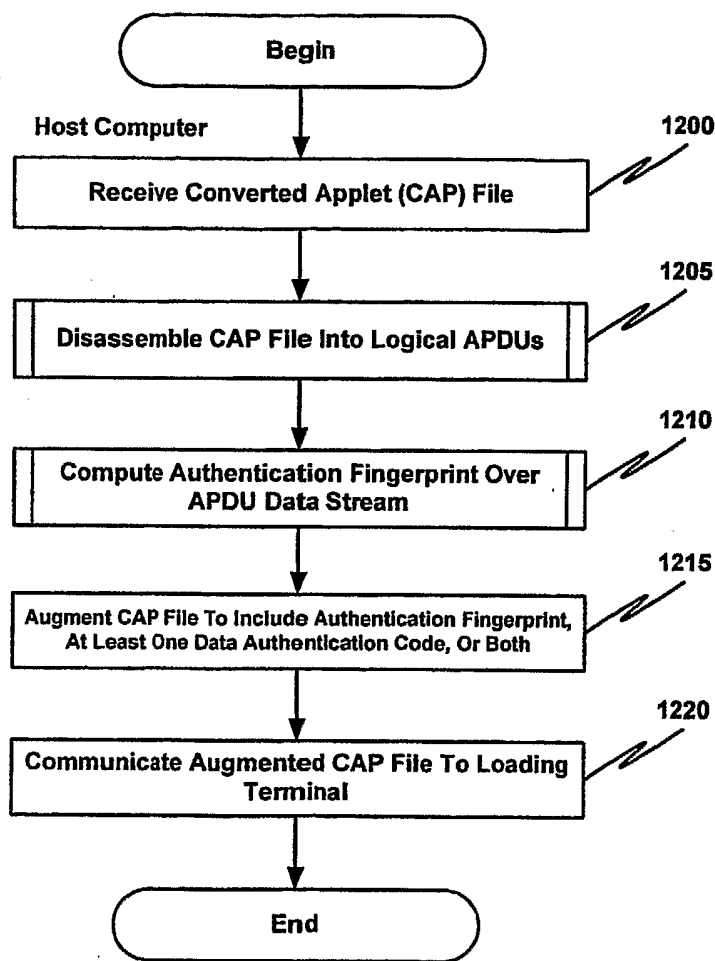 Begin
Host Computer
1200
Receive Converted Applet (CAP) File
1205
Disassemble CAP File Into Logical APDUs
1210
Compute Authentication Fingerprint Over
APDU Data Stream
1215
Augment CAP File To Include Authentication Fingerprint,
At Least One Data Authentication Code, Or Both
1220
Communicate Augmented CAP File To Loading
Terminal
End